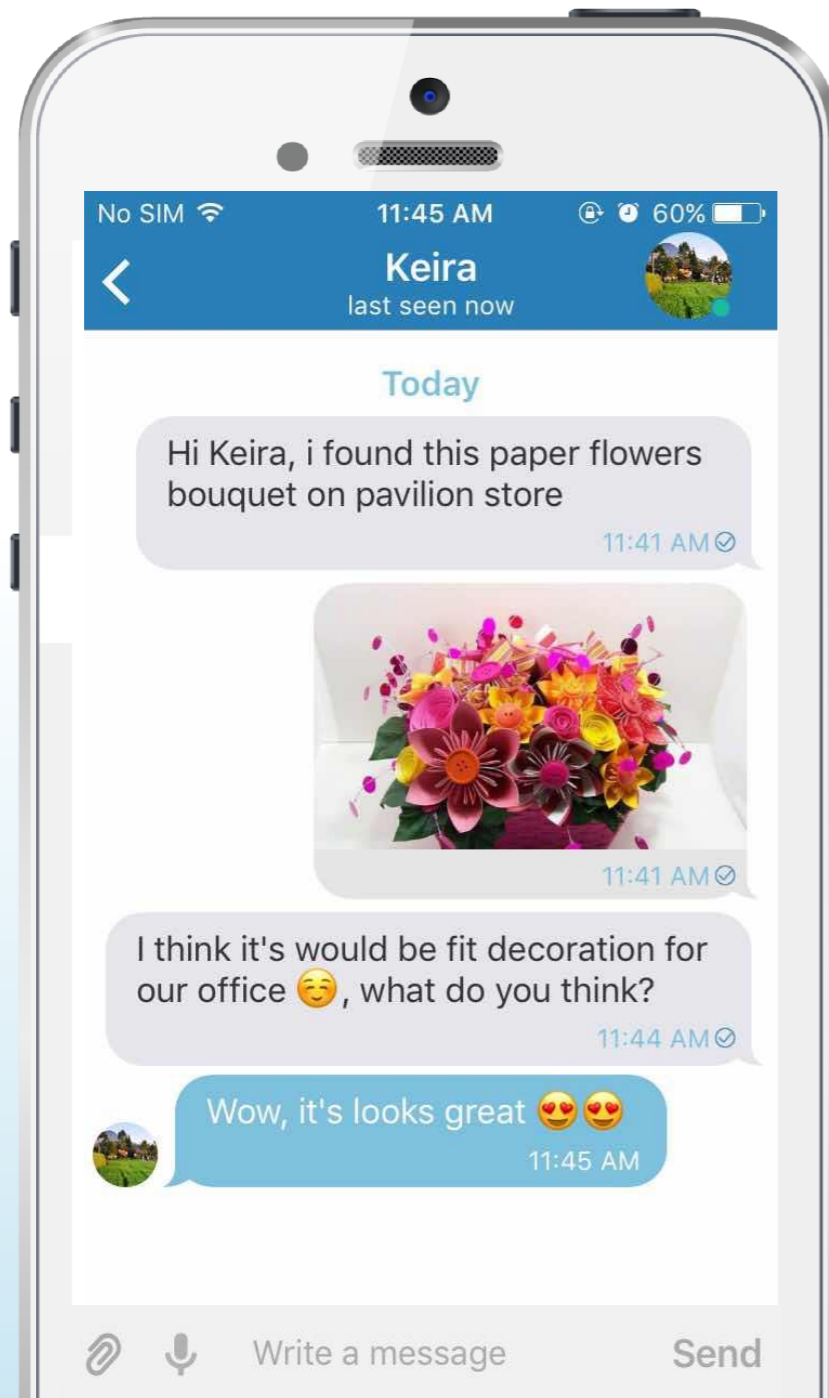 No SIM 11:45 AM 60%
Keira
last seen now
Today
Hi Keira, i found this paper flowers
bouquet on pavilion store
11:41 AM
11:41 AM
I think it's would be fit decoration for
our office ☺️, what do you think?
11:44 AM
Wow, it's looks great 😍😍
11:45 AM
Write a message Send